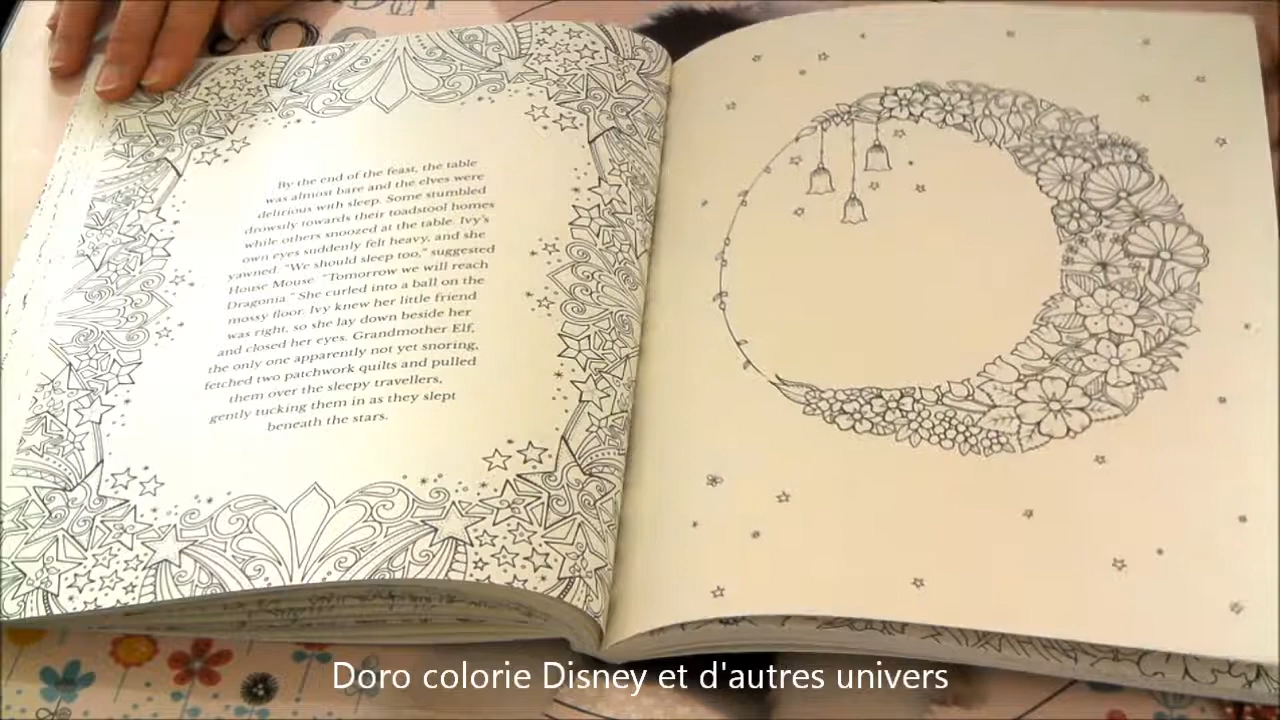 By the end of the feast, the table
was almost bare and the elves were
delirious with sleep. Some stumbled
drowsily towards their toadstool homes
while others snoozed at the table. Ivy's
own eyes suddenly felt heavy, and she
yawned. "We should sleep too," suggested
House Mouse. "Tomorrow we will reach
Dragonia." She curled into a ball on the
mossy floor. Ivy knew her little friend
was right, so she lay down beside her
and closed her eyes. Grandmother Elf,
the only one apparently not yet snoring,
fetched two patchwork quilts and pulled
them over the sleepy travellers,
gently tucking them in as they slept
beneath the stars.
Doro colorie Disney et d'autres univers